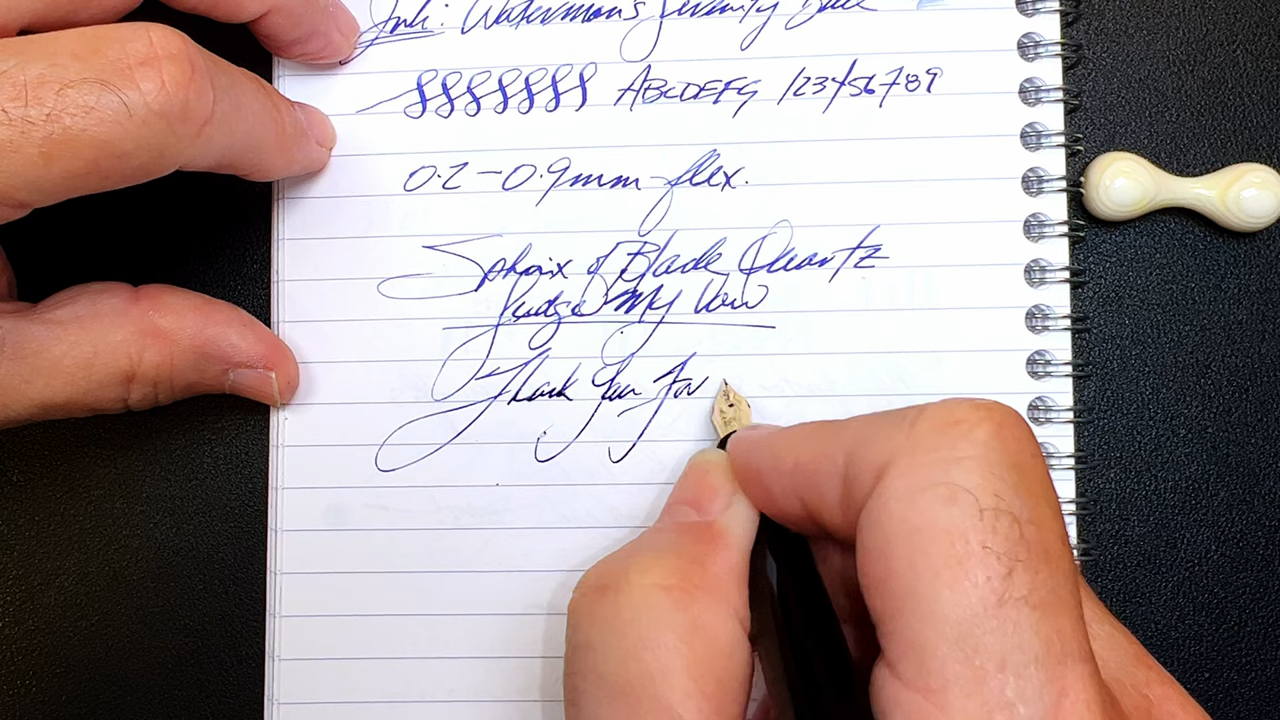 Ink: Waterman's Serenity Blue
ABCDEFG 123456789
0.2-0.9mm flex.
Sphinx of Black Quartz
Judge My Vow
Thank You For